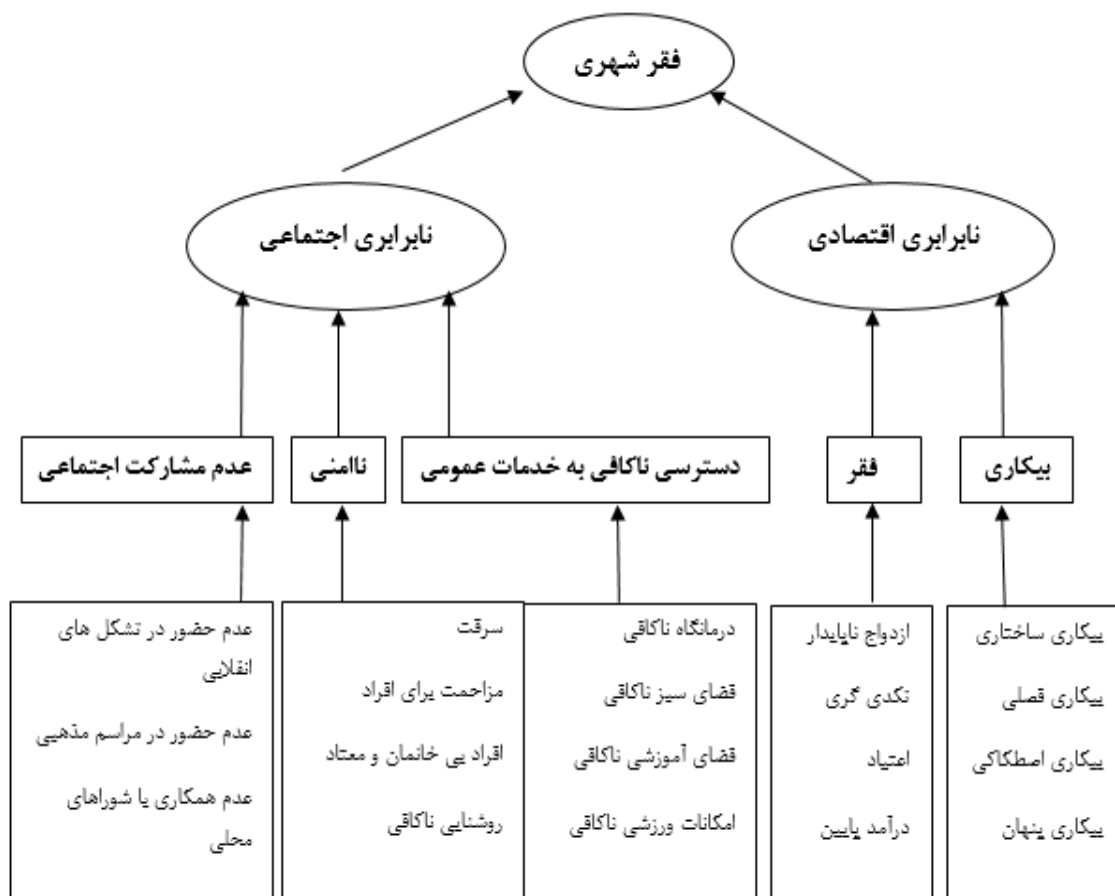 فقر شهری
نابرابری اقتصادی
نابرابری اجتماعی
بیکاری
فقر
دسترسی ناکافی به خدمات عمومی
ناامنی
عدم مشارکت اجتماعی
بیکاری ساختاری
بیکاری فصلی
بیکاری اصطکاکی
بیکاری پنهان
ازدواج ناپایدار
تکدی گری
اعتیاد
درآمد پایین
درمانگاه ناکافی
فضای سبز ناکافی
فضای آموزشی ناکافی
امکانات ورزشی ناکافی
سرقت
مزاحمت برای افراد
افراد بی خانمان و معتاد
روشنایی ناکافی
عدم حضور در تشکل های
انقلابی
عدم حضور در مراسم مذهبی
عدم همکاری با شوراهای
محلی